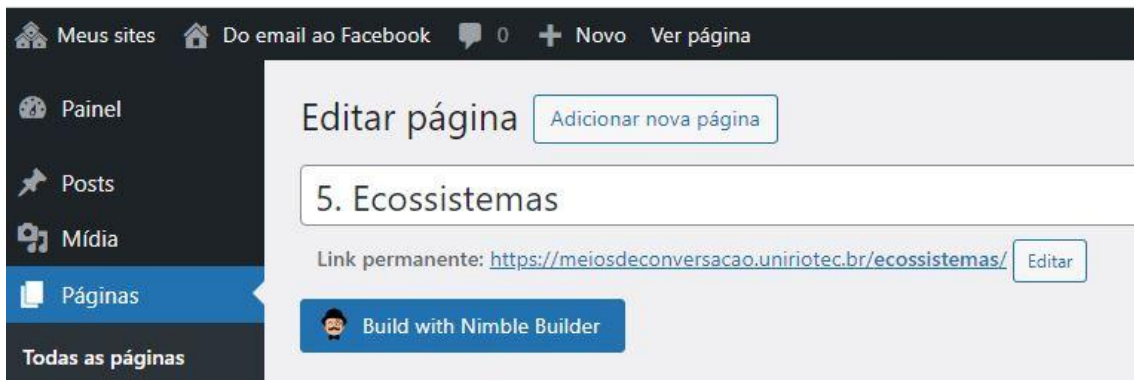 Meus sites Do email ao Facebook 0 Novo Ver página
Painel
Posts
Mídia
Páginas
Todas as páginas
Editar página Adicionar nova página
5. Ecossistemas
Link permanente: https://meiosdeconversacao.uniriotec.br/ecossistemas/ Editar
Build with Nimble Builder